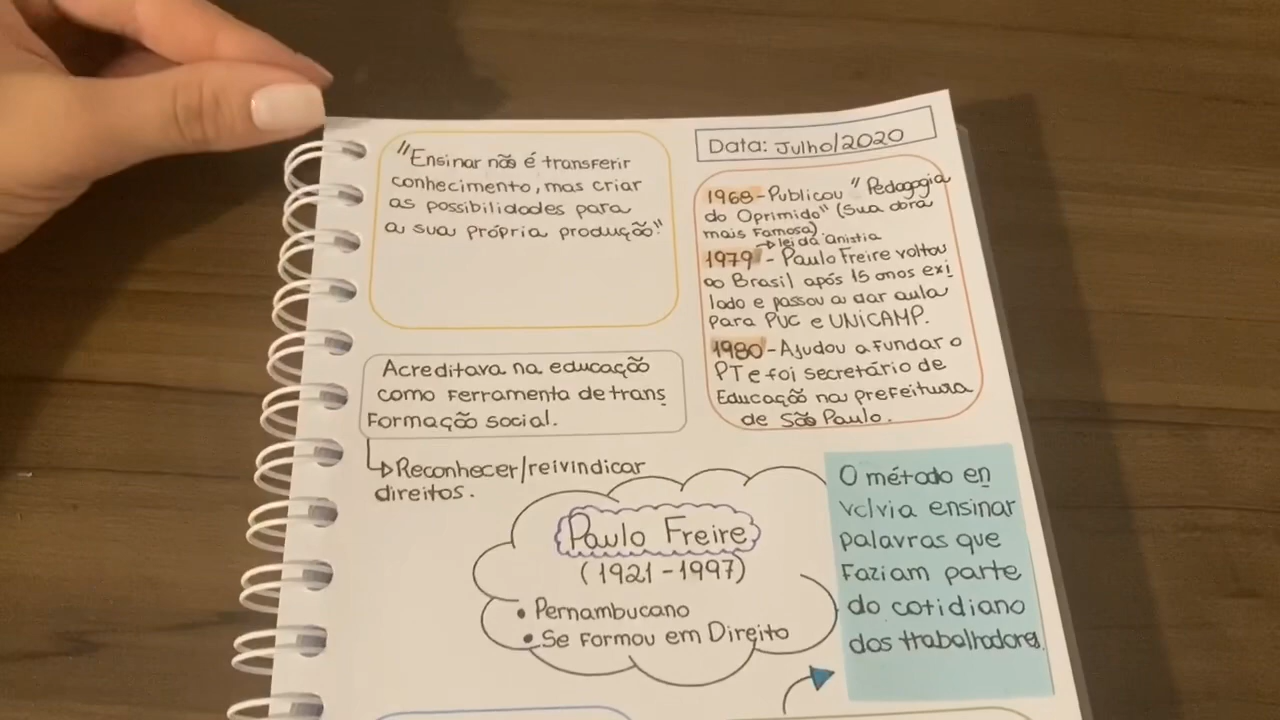 "Ensinar não é transferir
conhecimento, mas criar
as possibilidades para
a sua própria produção."
Data: Julho/2020
1968 - Publicou "Pedagogia
do Oprimido" (Sua obra
mais famosa)
→ lei da Anistia
1979 - Paulo Freire voltou
ao Brasil após 15 anos exi
lado e passou a dar aula
para PUC e UNICAMP.
1980 - Ajudou a fundar o
PT e foi secretário de
Educação na prefeitura
de São Paulo.
Acreditava na educação
como ferramenta de trans
formação social.
Reconhecer/reivindicar
direitos.
Paulo Freire
(1921-1997)
• Pernambucano
• Se formou em Direito
O método en
volvia ensinar
palavras que
faziam parte
do cotidiano
dos trabalhadores.